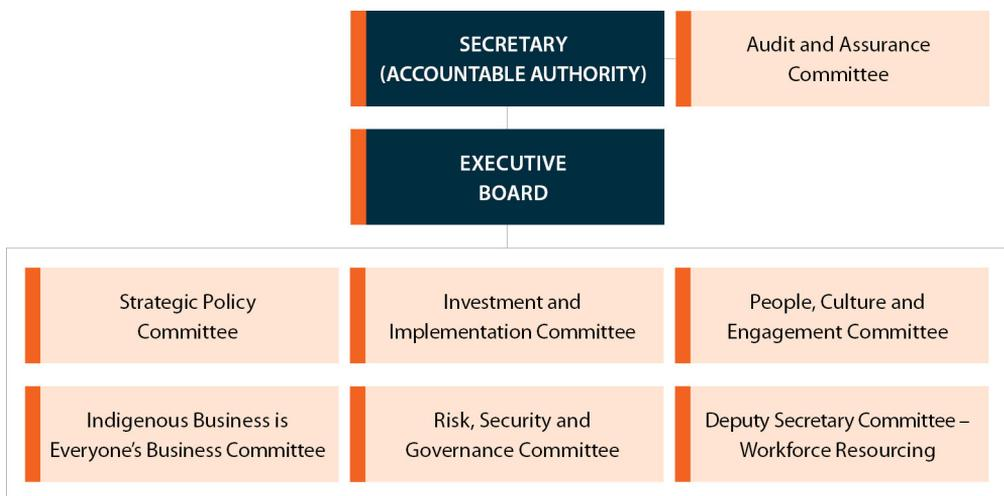 SECRETARY
(ACCOUNTABLE AUTHORITY)
Audit and Assurance
Committee
EXECUTIVE
BOARD
Strategic Policy
Committee
Investment and
Implementation Committee
People, Culture and
Engagement Committee
Indigenous Business is
Everyone’s Business Committee
Risk, Security and
Governance Committee
Deputy Secretary Committee –
Workforce Resourcing